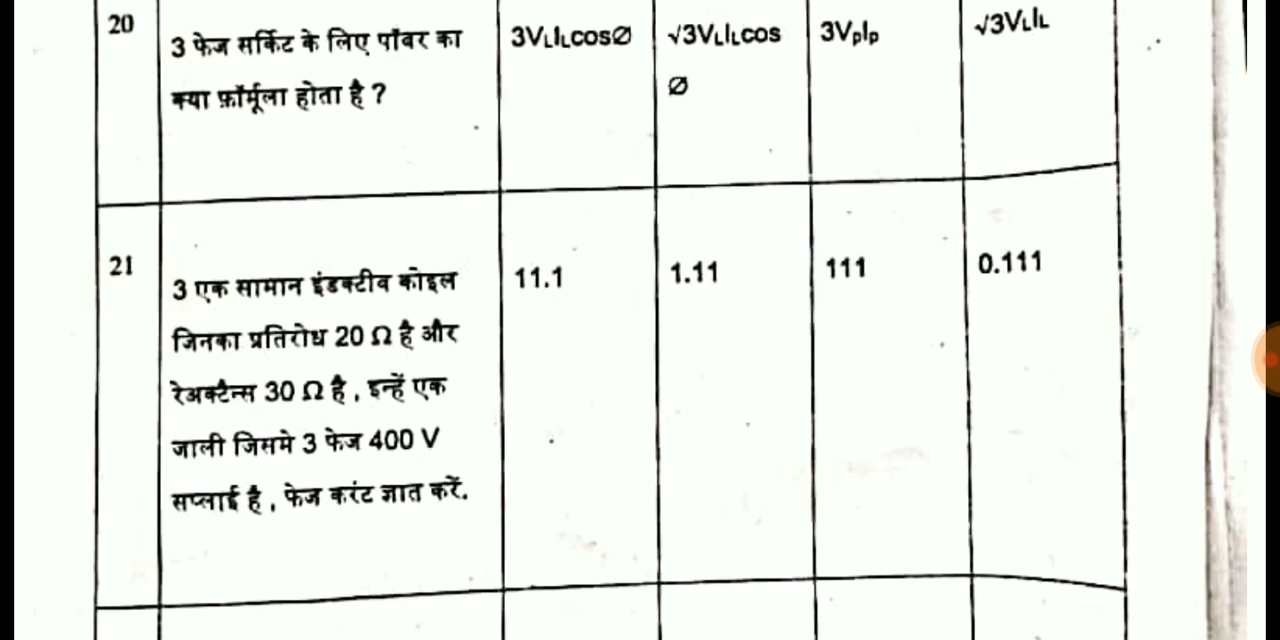 20
3 फेज सर्किट के लिए पॉवर का
क्या फ़ॉर्मूला होता है ?
3VLILcosØ
√3VLILcos
Ø
3VpIp
√3VLIL
21
3 एक सामान इंडक्टीव कोइल
जिनका प्रतिरोध 20 Ω है और
रेअक्टैन्स 30 Ω है , इन्हें एक
जाली जिसमे 3 फेज 400 V
सप्लाई है , फेज करंट ज्ञात करें.
11.1
1.11
111
0.111